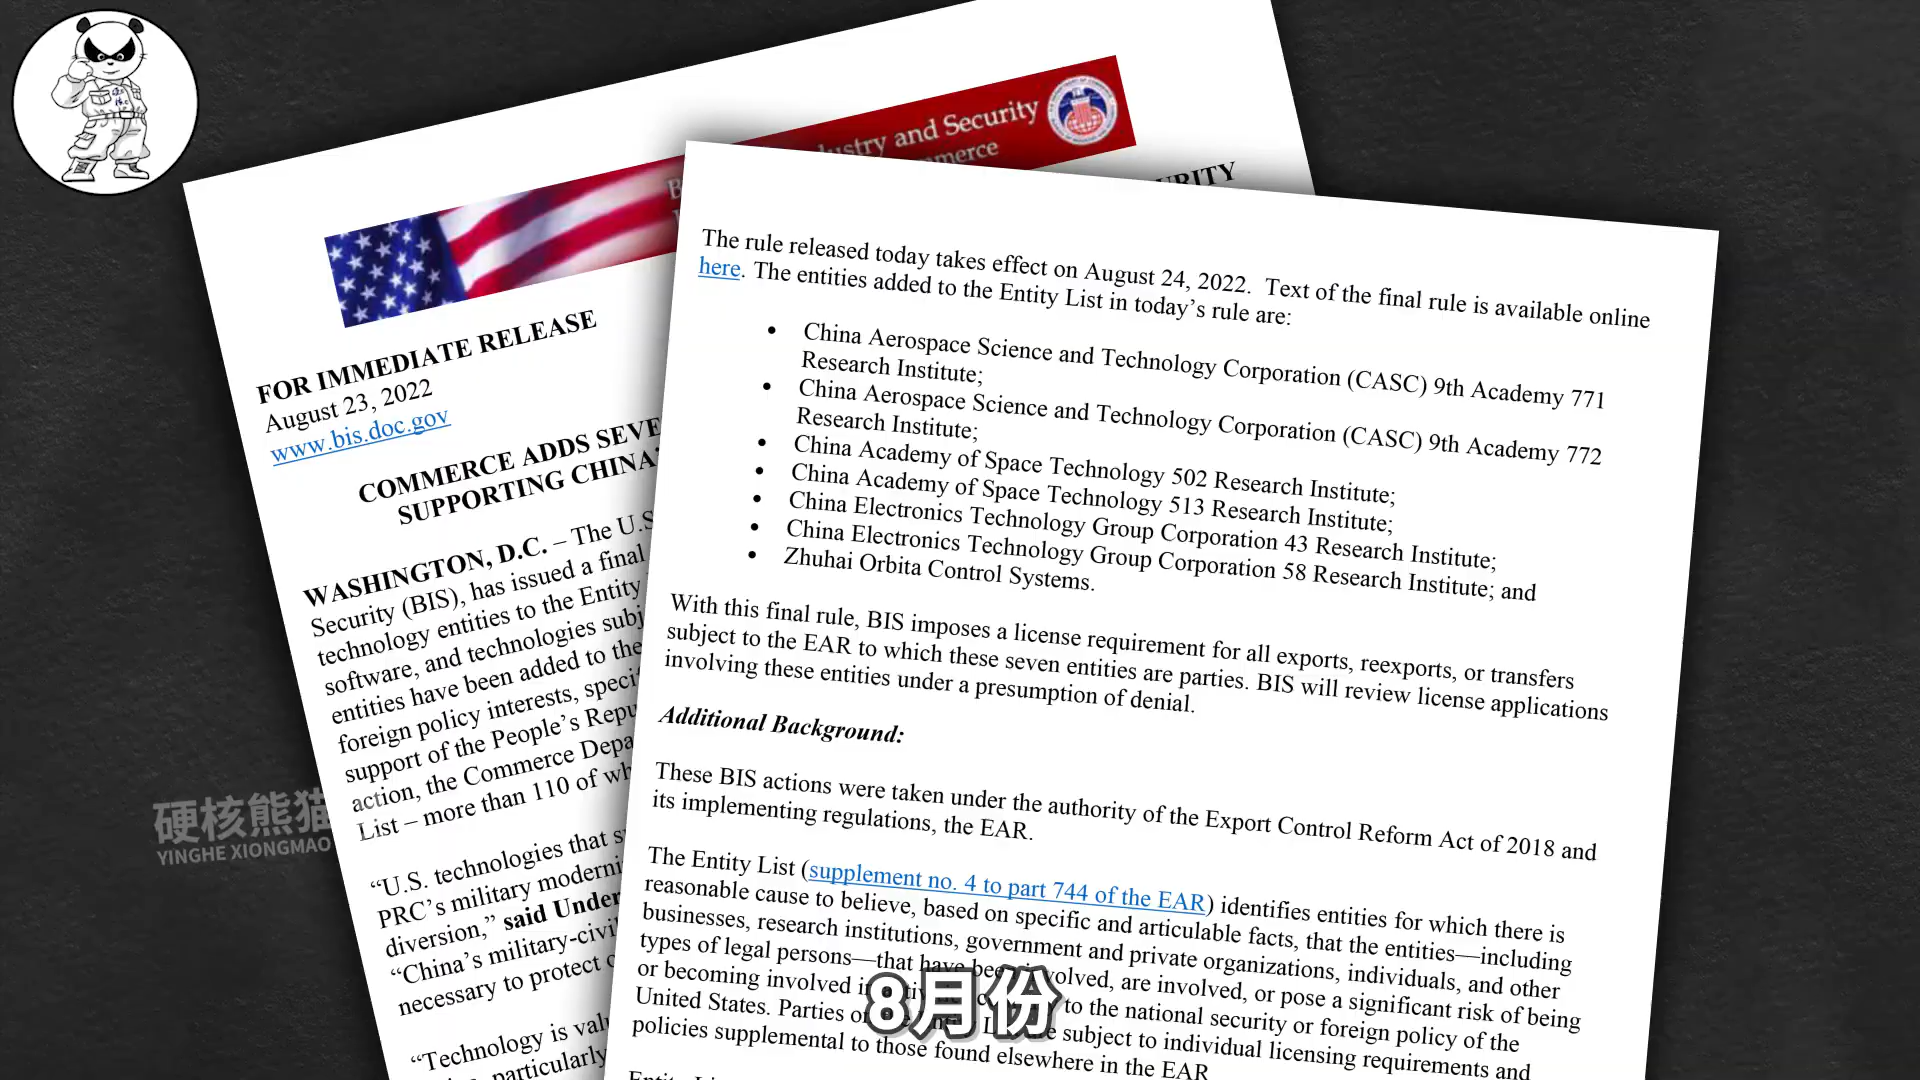 ustry and Security
mmerce
URITY
FOR IMMEDIATE RELEASE
August 23, 2022
www.bis.doc.gov
COMMERCE ADDS SEVE
SUPPORTING CHINA'
WASHINGTON, D.C. – The U.S
Security (BIS), has issued a final
technology entities to the Entity
software, and technologies subj
entities have been added to the
foreign policy interests, specif
support of the People's Repu
action, the Commerce Depa
List – more than 110 of wh
“U.S. technologies that s
PRC's military moderni
diversion,” said Under
“China's military-civi
necessary to protect o
“Technology is valu
particularly
The rule released today takes effect on August 24, 2022. Text of the final rule is available online
here. The entities added to the Entity List in today's rule are:
• China Aerospace Science and Technology Corporation (CASC) 9th Academy 771
Research Institute;
• China Aerospace Science and Technology Corporation (CASC) 9th Academy 772
Research Institute;
• China Academy of Space Technology 502 Research Institute;
• China Academy of Space Technology 513 Research Institute;
• China Electronics Technology Group Corporation 43 Research Institute;
• China Electronics Technology Group Corporation 58 Research Institute; and
• Zhuhai Orbita Control Systems.
With this final rule, BIS imposes a license requirement for all exports, reexports, or transfers
subject to the EAR to which these seven entities are parties. BIS will review license applications
involving these entities under a presumption of denial.
Additional Background:
These BIS actions were taken under the authority of the Export Control Reform Act of 2018 and
its implementing regulations, the EAR.
The Entity List (supplement no. 4 to part 744 of the EAR) identifies entities for which there is
reasonable cause to believe, based on specific and articulable facts, that the entities—including
businesses, research institutions, government and private organizations, individuals, and other
types of legal persons—that have been involved, are involved, or pose a significant risk of being
or becoming involved in to the national security or foreign policy of the
United States. Parties on subject to individual licensing requirements and
policies supplemental to those found elsewhere in the EAR
硬核熊猫
YINGHE XIONGMAO
8月份